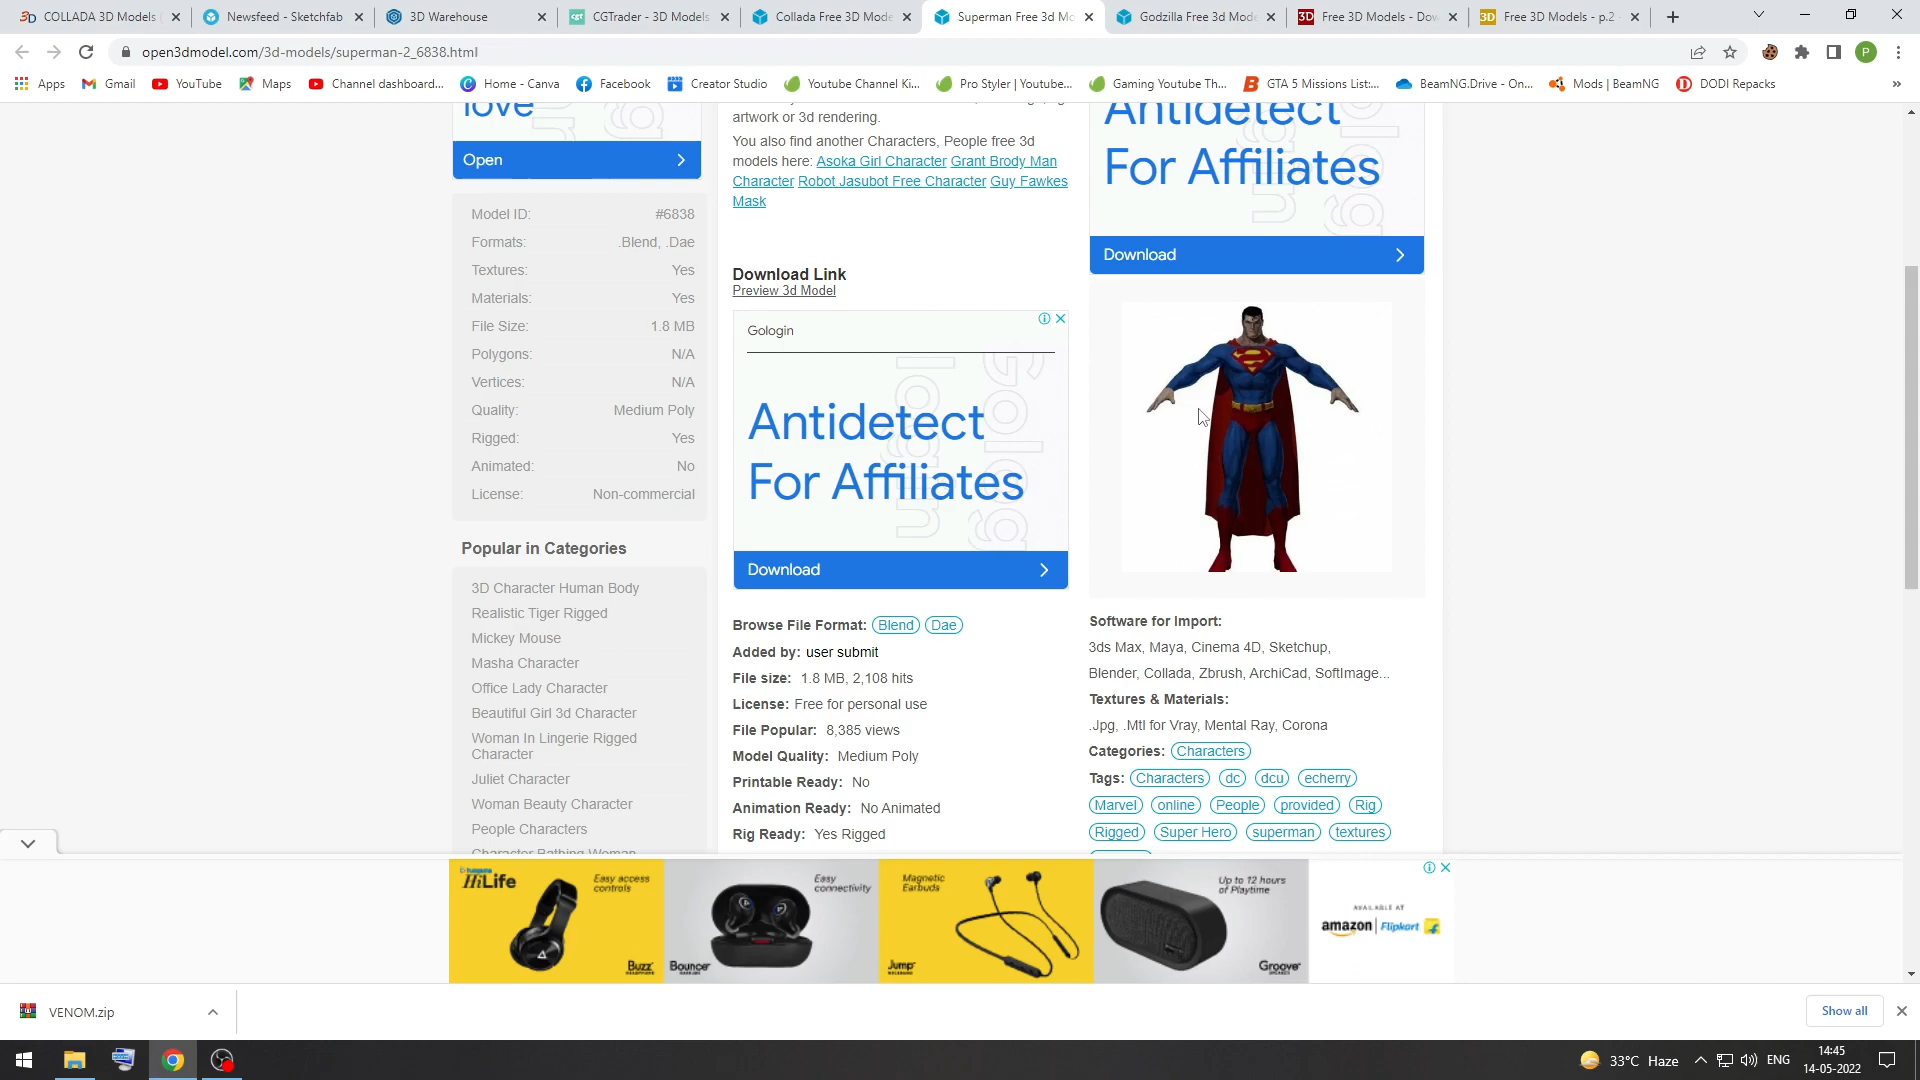 COLLADA 3D Models
Newsfeed - Sketchfab
3D Warehouse
CGTrader - 3D Models
Collada Free 3D Mode
Superman Free 3d Mo
Godzilla Free 3d Mode
Free 3D Models - Dow
Free 3D Models - p.2
open3dmodel.com/3d-models/superman-2_6838.html
P
Apps
Gmail
YouTube
Maps
Channel dashboard...
Home - Canva
Facebook
Creator Studio
Youtube Channel Ki...
Pro Styler | Youtube...
Gaming Youtube Th...
GTA 5 Missions List:...
BeamNG.Drive - On...
Mods | BeamNG
DODI Repacks
love
Open
Model ID: #6838
Formats: .Blend, .Dae
Textures: Yes
Materials: Yes
File Size: 1.8 MB
Polygons: N/A
Vertices: N/A
Quality: Medium Poly
Rigged: Yes
Animated: No
License: Non-commercial
Popular in Categories
3D Character Human Body
Realistic Tiger Rigged
Mickey Mouse
Masha Character
Office Lady Character
Beautiful Girl 3d Character
Woman In Lingerie Rigged
Character
Juliet Character
Woman Beauty Character
People Characters
Character Bathing Woman
artwork or 3d rendering.
You also find another Characters, People free 3d
models here: Asoka Girl Character Grant Brody Man
Character Robot Jasubot Free Character Guy Fawkes
Mask
Download Link
Preview 3d Model
Gologin
Antidetect
For Affiliates
Download
Browse File Format: Blend Dae
Added by: user submit
File size: 1.8 MB, 2,108 hits
License: Free for personal use
File Popular: 8,385 views
Model Quality: Medium Poly
Printable Ready: No
Animation Ready: No Animated
Rig Ready: Yes Rigged
Antidetect
For Affiliates
Download
Software for Import:
3ds Max, Maya, Cinema 4D, Sketchup,
Blender, Collada, Zbrush, ArchiCad, SoftImage...
Textures & Materials:
.Jpg, .Mtl for Vray, Mental Ray, Corona
Categories: Characters
Tags: Characters dc dcu echerry
Marvel online People provided Rig
Rigged Super Hero superman textures
HiLife
Easy access
controls
Buzz
Easy
connectivity
Bouncer
Magnetic
Earbuds
Jump
Up to 12 hours
of Playtime
Groove
AVAILABLE AT
amazon | Flipkart
VENOM.zip
Show all
33°C Haze
ENG
14:45
14-05-2022